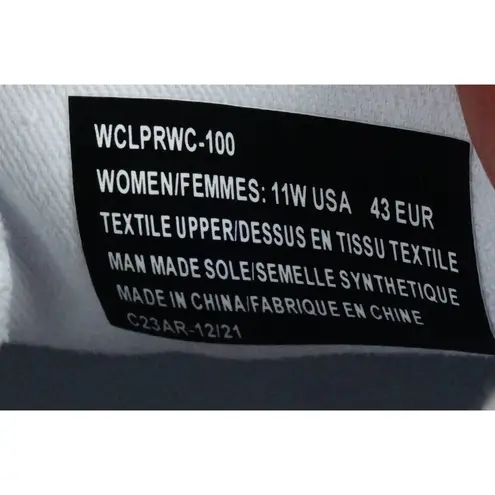 WCLPRWC-100
WOMEN/FEMMES: 11W USA 43 EUR
TEXTILE UPPER/DESSUS EN TISSU TEXTILE
MAN MADE SOLE/SEMELLE SYNTHETIQUE
MADE IN CHINA/FABRIQUE EN CHINE
C23AR-12/21